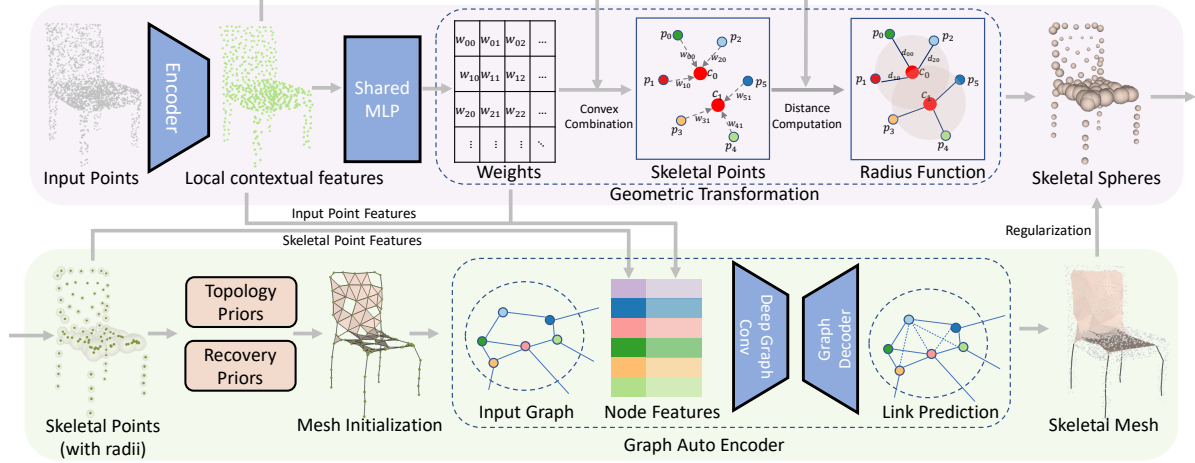 Input Points
Encoder
Local contextual features
Shared
MLP
w00 w01 w02 ...
w10 w11 w12 ...
w20 w21 w22 ...
⋮ ⋮ ⋮ ⋱
Weights
Convex
Combination
p0
p2
w00
w20
c0
p1
w10
p5
c1
w51
w31
w41
p3
p4
Skeletal Points
Distance
Computation
p0
p2
d00
d20
c0
p1
d10
p5
c1
p3
p4
Radius Function
Geometric Transformation
Skeletal Spheres
Input Point Features
Skeletal Point Features
Regularization
Skeletal Points
(with radii)
Topology
Priors
Recovery
Priors
Mesh Initialization
Input Graph
Node Features
Deep Graph
Conv
Graph
Decoder
Link Prediction
Graph Auto Encoder
Skeletal Mesh